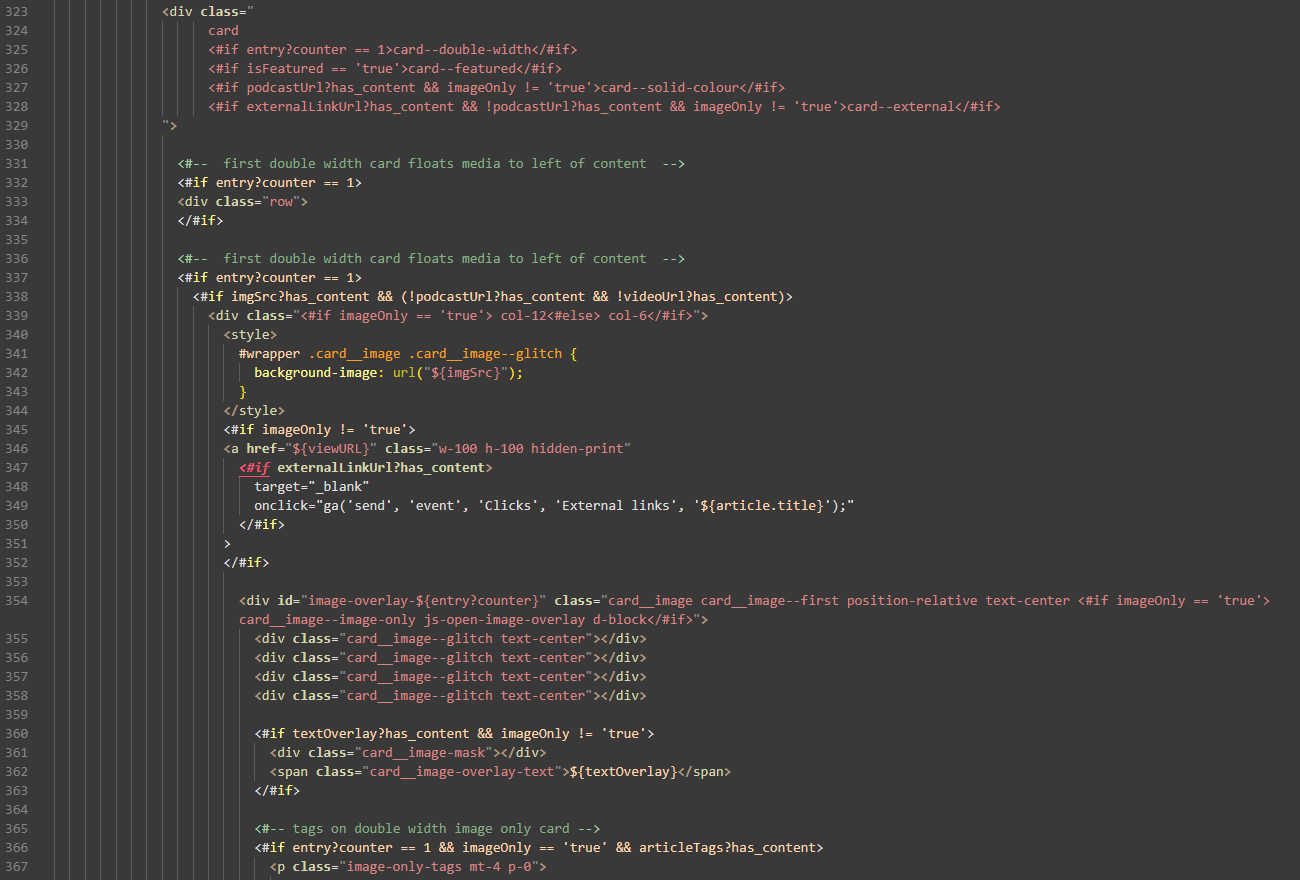 323 <div class="
324 card
325 <#if entry?counter == 1>card--double-width</#if>
326 <#if isFeatured == 'true'>card--featured</#if>
327 <#if podcastUrl?has_content && imageOnly != 'true'>card--solid-colour</#if>
328 <#if externalLinkUrl?has_content && !podcastUrl?has_content && imageOnly != 'true'>card--external</#if>
329 ">
330
331 <#--  first double width card floats media to left of content  -->
332 <#if entry?counter == 1>
333 <div class="row">
334 </#if>
335
336 <#--  first double width card floats media to left of content  -->
337 <#if entry?counter == 1>
338 <#if imgSrc?has_content && (!podcastUrl?has_content && !videoUrl?has_content)>
339 <div class="<#if imageOnly == 'true'> col-12<#else> col-6</#if>">
340 <style>
341 #wrapper .card__image .card__image--glitch {
342 background-image: url("${imgSrc}");
343 }
344 </style>
345 <#if imageOnly != 'true'>
346 <a href="${viewURL}" class="w-100 h-100 hidden-print"
347 <#if externalLinkUrl?has_content>
348 target="_blank"
349 onclick="ga('send', 'event', 'Clicks', 'External links', '${article.title}');"
350 </#if>
351 >
352 </#if>
353
354 <div id="image-overlay-${entry?counter}" class="card__image card__image--first position-relative text-center <#if imageOnly == 'true'>
card__image--image-only js-open-image-overlay d-block</#if>">
355 <div class="card__image--glitch text-center"></div>
356 <div class="card__image--glitch text-center"></div>
357 <div class="card__image--glitch text-center"></div>
358 <div class="card__image--glitch text-center"></div>
359
360 <#if textOverlay?has_content && imageOnly != 'true'>
361 <div class="card__image-mask"></div>
362 <span class="card__image-overlay-text">${textOverlay}</span>
363 </#if>
364
365 <#-- tags on double width image only card -->
366 <#if entry?counter == 1 && imageOnly == 'true' && articleTags?has_content>
367 <p class="image-only-tags mt-4 p-0">